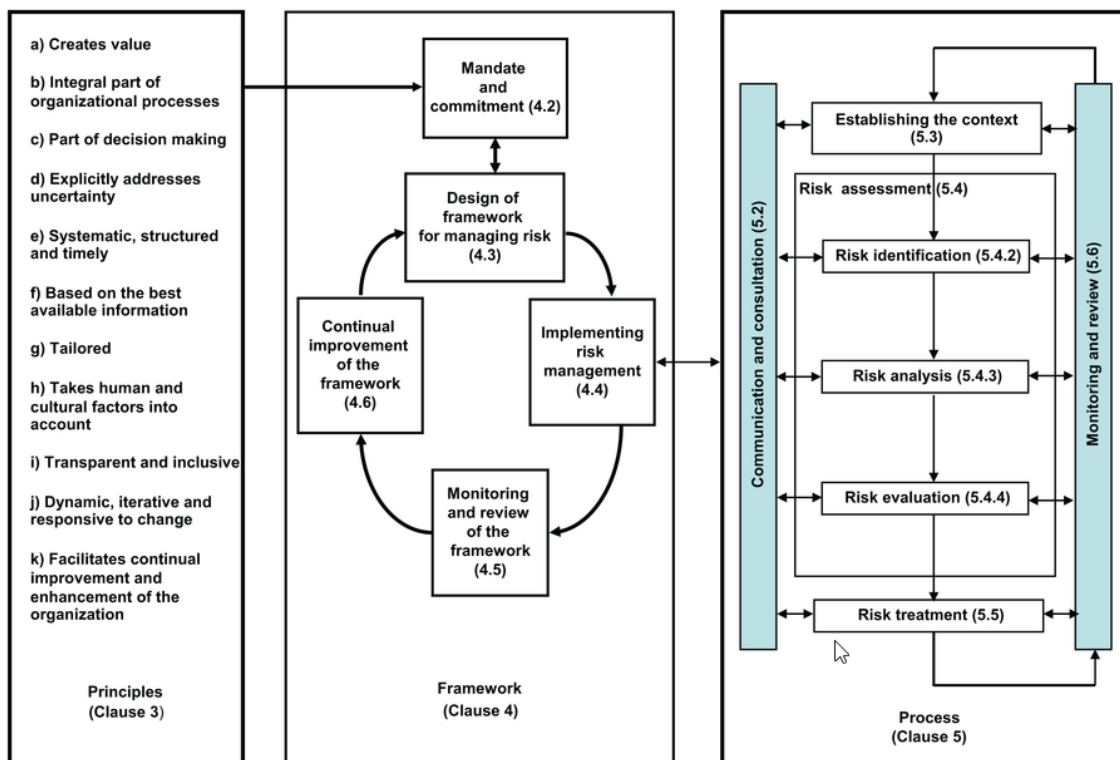 a) Creates value
b) Integral part of
organizational processes
c) Part of decision making
d) Explicitly addresses
uncertainty
e) Systematic, structured
and timely
f) Based on the best
available information
g) Tailored
h) Takes human and
cultural factors into
account
i) Transparent and inclusive
j) Dynamic, iterative and
responsive to change
k) Facilitates continual
improvement and
enhancement of the
organization
Principles
(Clause 3)
Mandate
and
commitment (4.2)
Design of
framework
for managing risk
(4.3)
Implementing
risk
management
(4.4)
Continual
improvement
of the
framework
(4.6)
Monitoring
and review
of the
framework
(4.5)
Framework
(Clause 4)
Communication and consultation (5.2)
Establishing the context
(5.3)
Risk assessment (5.4)
Risk identification (5.4.2)
Risk analysis (5.4.3)
Risk evaluation (5.4.4)
Risk treatment (5.5)
Monitoring and review (5.6)
Process
(Clause 5)